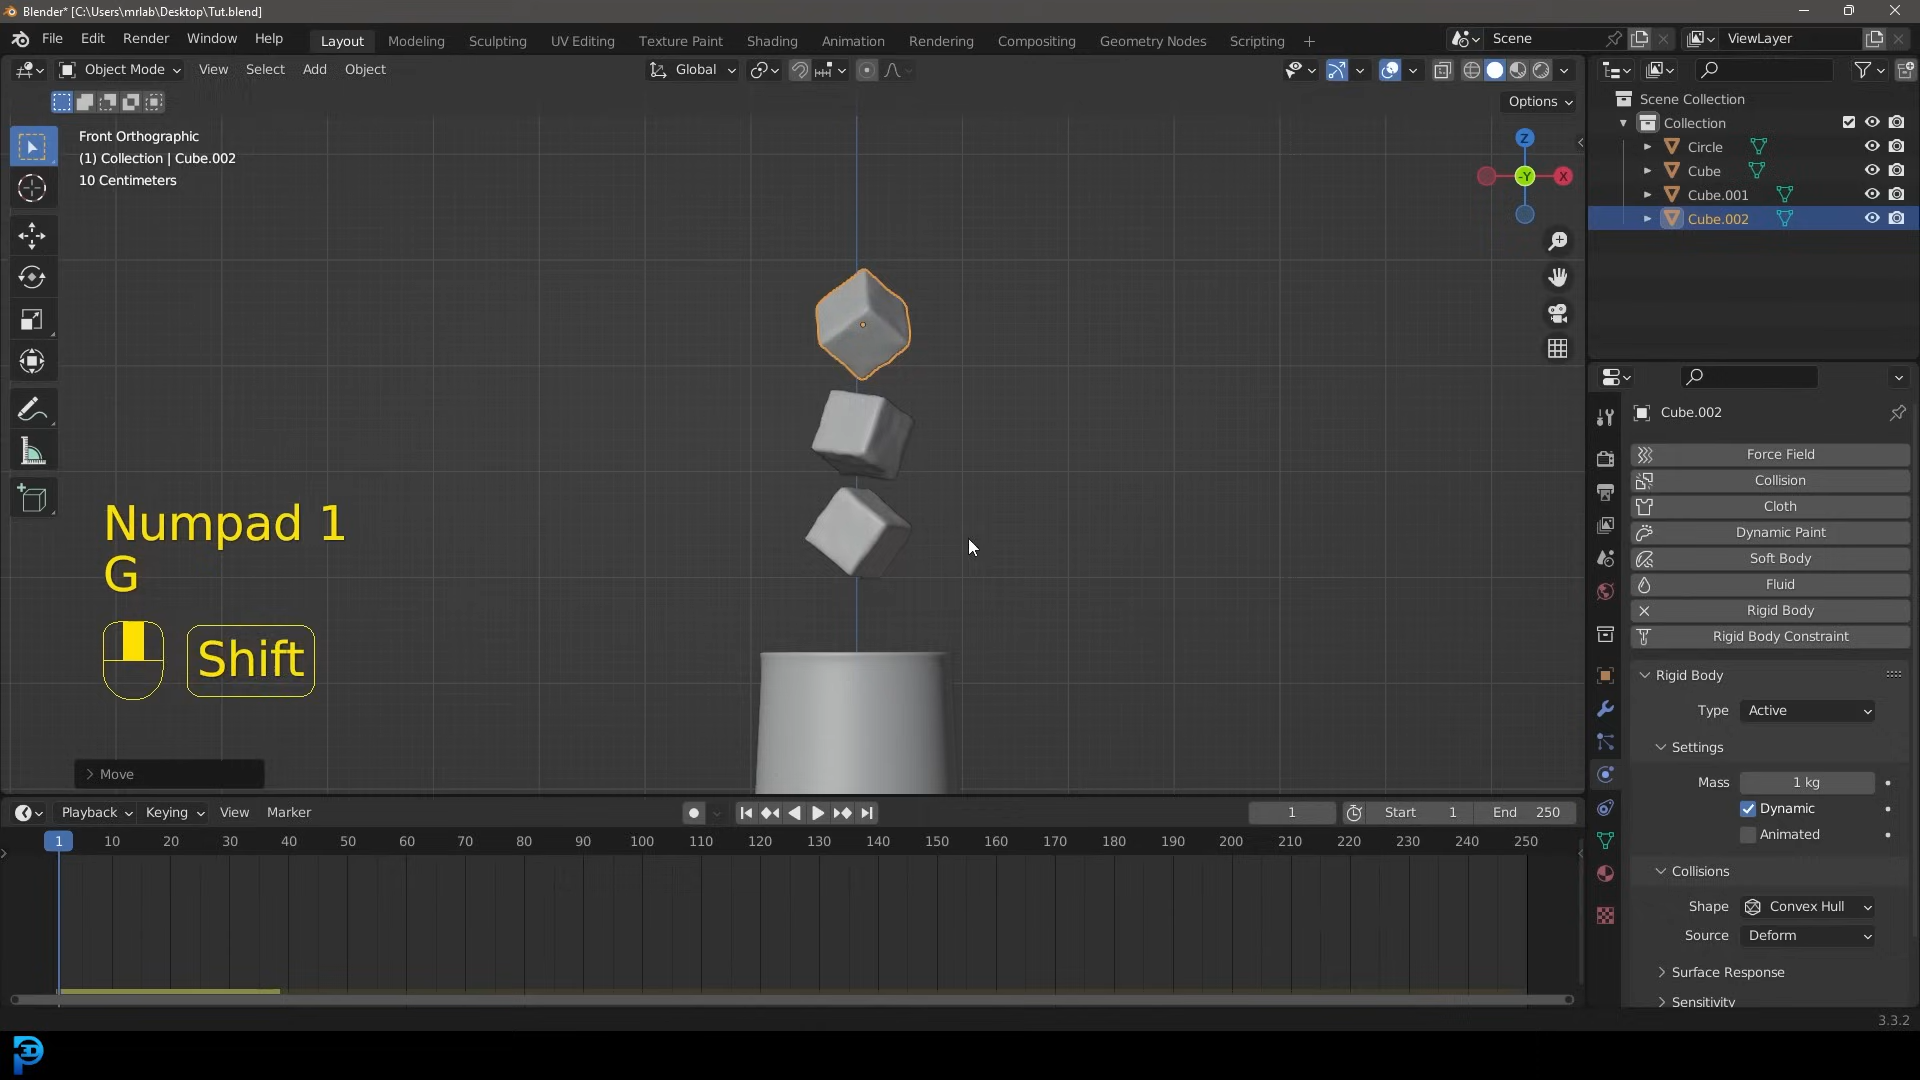 Blender* [C:\Users\mrlab\Desktop\Tut.blend]
File Edit Render Window Help
Layout Modeling Sculpting UV Editing Texture Paint Shading Animation Rendering Compositing Geometry Nodes Scripting +
Scene
ViewLayer
Object Mode View Select Add Object
Global
Options
Front Orthographic
(1) Collection | Cube.002
10 Centimeters
Z
-Y
X
Numpad 1
G
Shift
Move
Scene Collection
Collection
Circle
Cube
Cube.001
Cube.002
Cube.002
Force Field
Collision
Cloth
Dynamic Paint
Soft Body
Fluid
Rigid Body
Rigid Body Constraint
Rigid Body
Type Active
Settings
Mass 1 kg
Dynamic
Animated
Collisions
Shape Convex Hull
Source Deform
Surface Response
Sensitivity
Playback Keying View Marker
1 Start 1 End 250
1 10 20 30 40 50 60 70 80 90 100 110 120 130 140 150 160 170 180 190 200 210 220 230 240 250
3.3.2